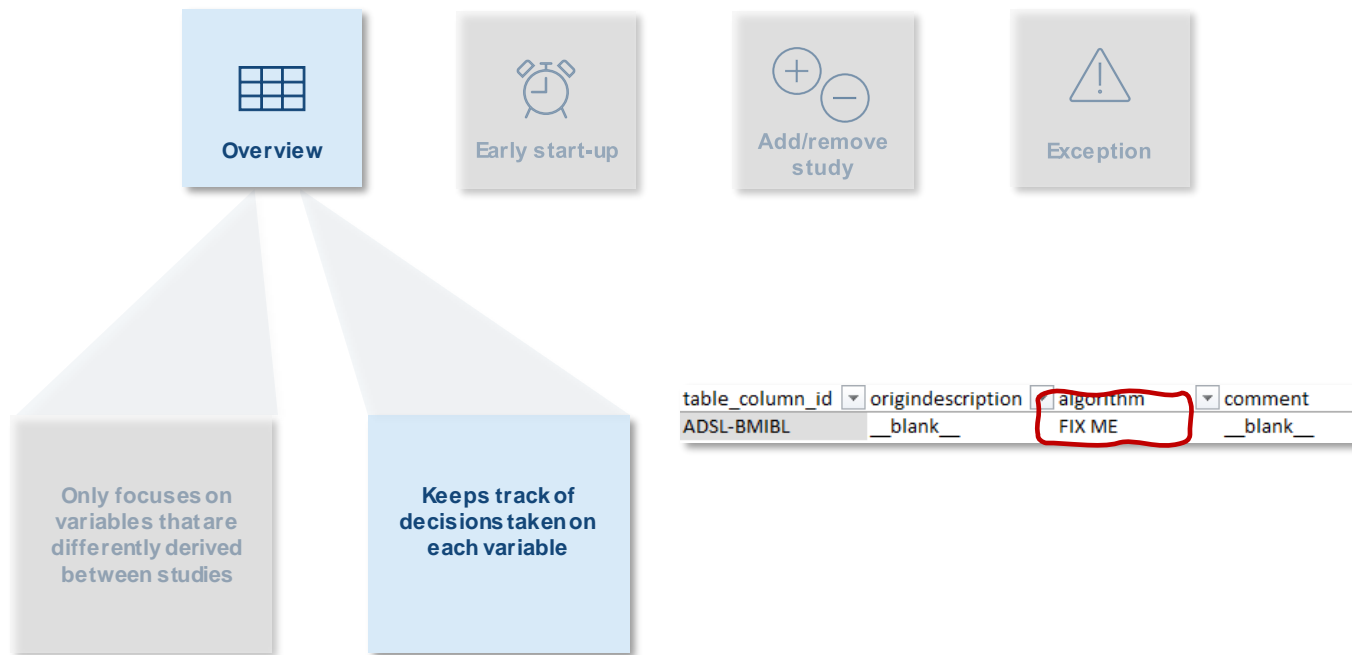 Overview
Early start-up
Add/remove
study
Exception
Only focuses on
variables that are
differently derived
between studies
Keeps track of
decisions taken on
each variable
table_column_id origindescription algorithm comment
ADSL-BMIBL __blank__ FIX ME __blank__